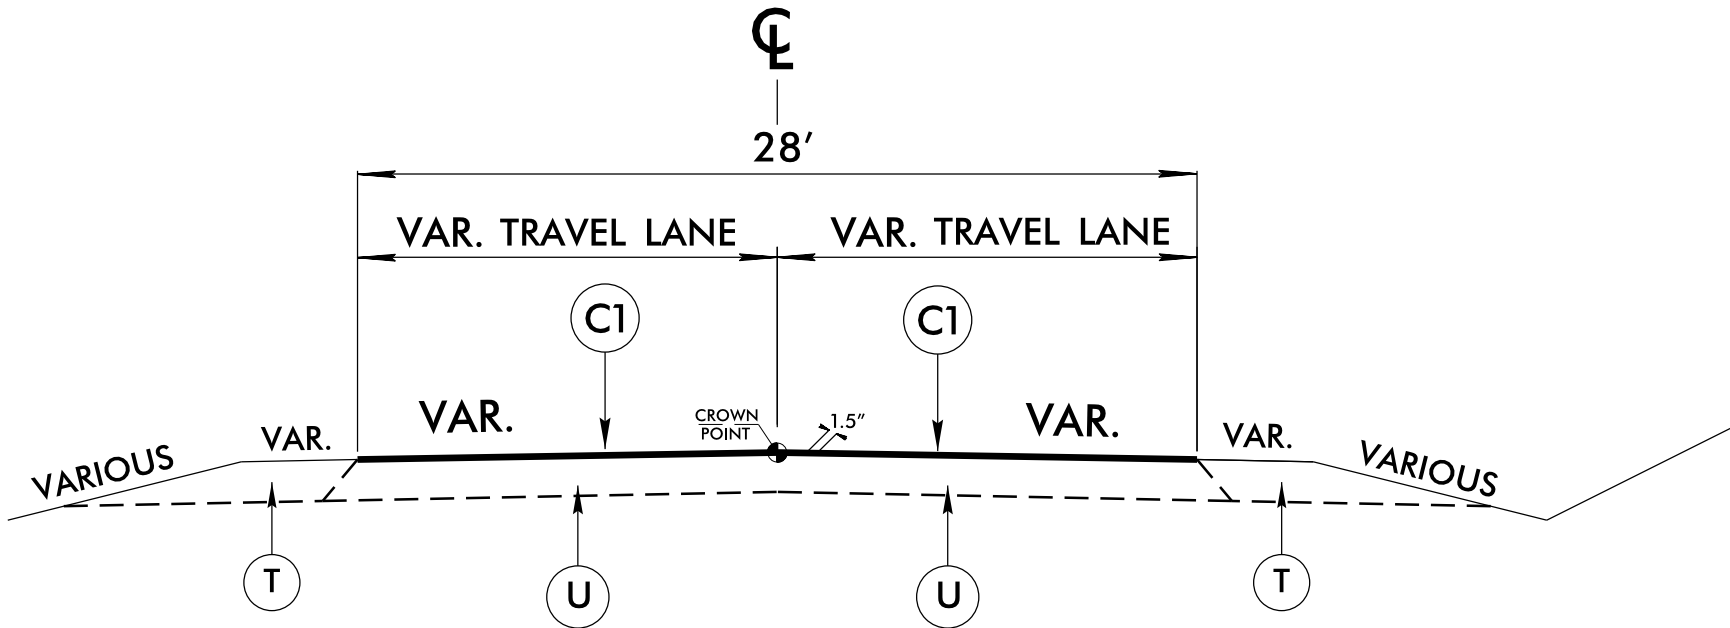 ℄
28'
VAR. TRAVEL LANE
VAR. TRAVEL LANE
C1
C1
VAR.
VAR.
CROWN
POINT
1.5"
VAR.
VAR.
VARIOUS
VARIOUS
T
U
U
T